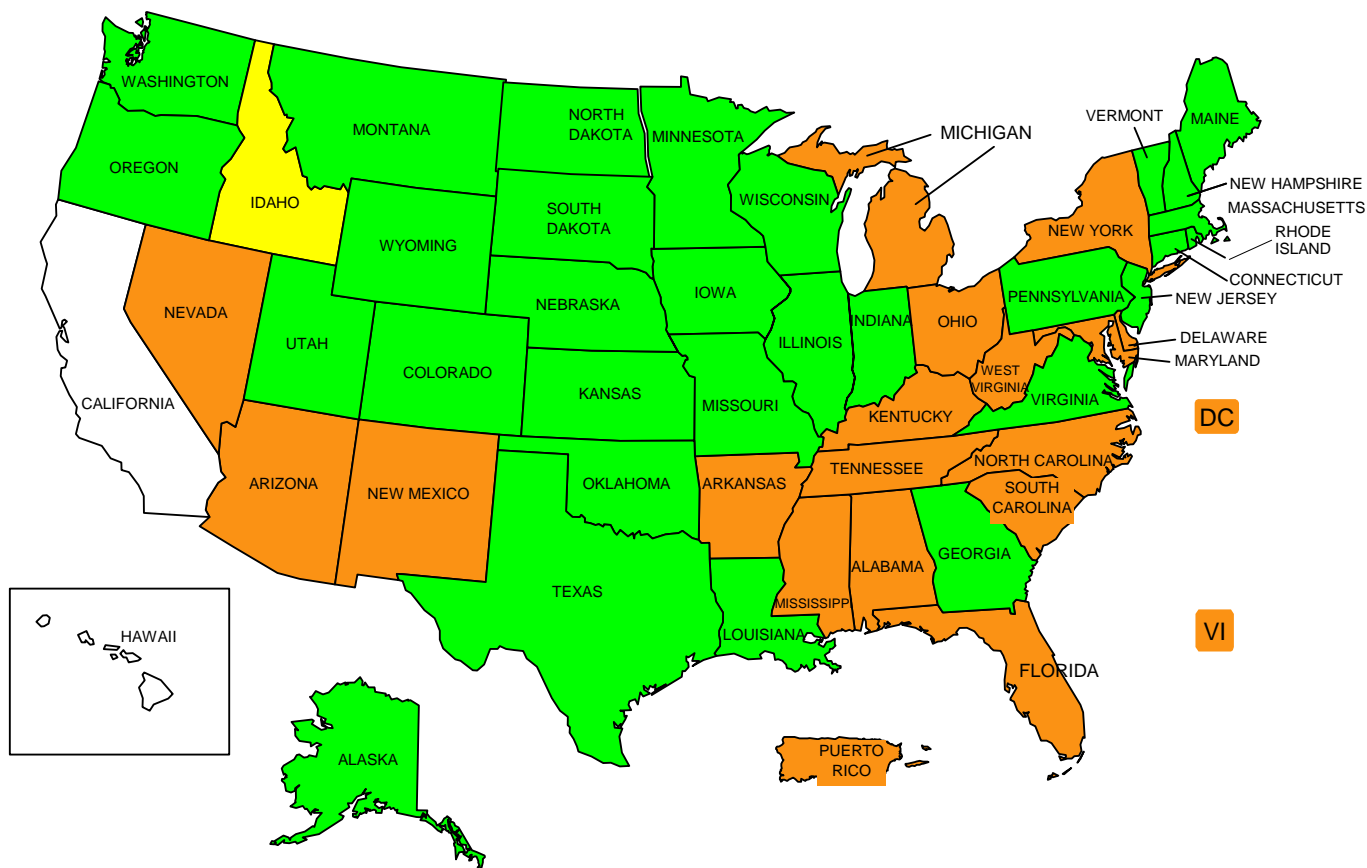 WASHINGTON
MONTANA
NORTH
DAKOTA
MINNESOTA
MICHIGAN
VERMONT
MAINE
OREGON
IDAHO
WYOMING
SOUTH
DAKOTA
WISCONSIN
NEW YORK
NEW HAMPSHIRE
MASSACHUSETTS
RHODE
ISLAND
CONNECTICUT
NEW JERSEY
NEVADA
UTAH
COLORADO
NEBRASKA
IOWA
ILLINOIS
INDIANA
OHIO
PENNSYLVANIA
DELAWARE
MARYLAND
CALIFORNIA
KANSAS
MISSOURI
KENTUCKY
WEST
VIRGINIA
VIRGINIA
DC
ARIZONA
NEW MEXICO
OKLAHOMA
ARKANSAS
TENNESSEE
NORTH CAROLINA
SOUTH
CAROLINA
TEXAS
LOUISIANA
MISSISSIPPI
ALABAMA
GEORGIA
FLORIDA
VI
HAWAII
ALASKA
PUERTO
RICO